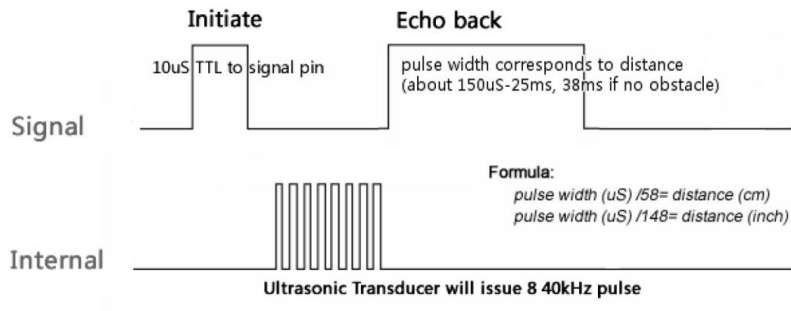 Initiate
Echo back
10uS TTL to signal pin
pulse width corresponds to distance
(about 150uS-25ms, 38ms if no obstacle)
Signal
Formula:
pulse width (uS) /58= distance (cm)
pulse width (uS) /148= distance (inch)
Internal
Ultrasonic Transducer will issue 8 40kHz pulse